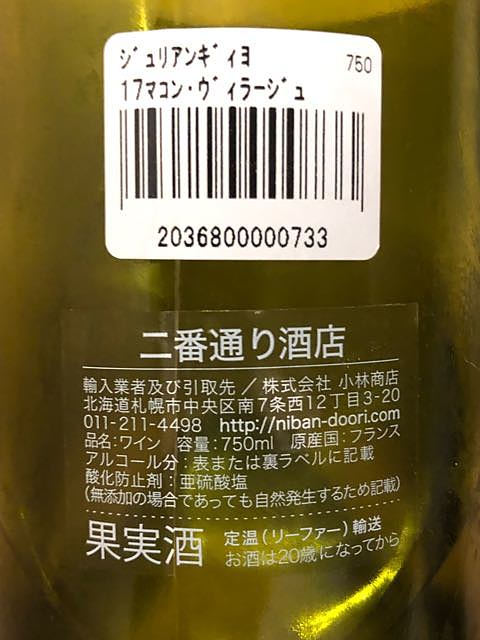 ジュリアンギィヨ 750
17マコン・ヴィラージュ
2036800000733
二番通り酒店
輸入業者及び引取先／株式会社 小林商店
北海道札幌市中央区南7条西12丁目3-20
011-211-4498 http://niban-doori.com
品名:ワイン 容量:750ml 原産国:フランス
アルコール分:表または裏ラベルに記載
酸化防止剤:亜硫酸塩
(無添加の場合であっても自然発生するため記載)
果実酒 定温(リーファー)輸送
お酒は20歳になってから